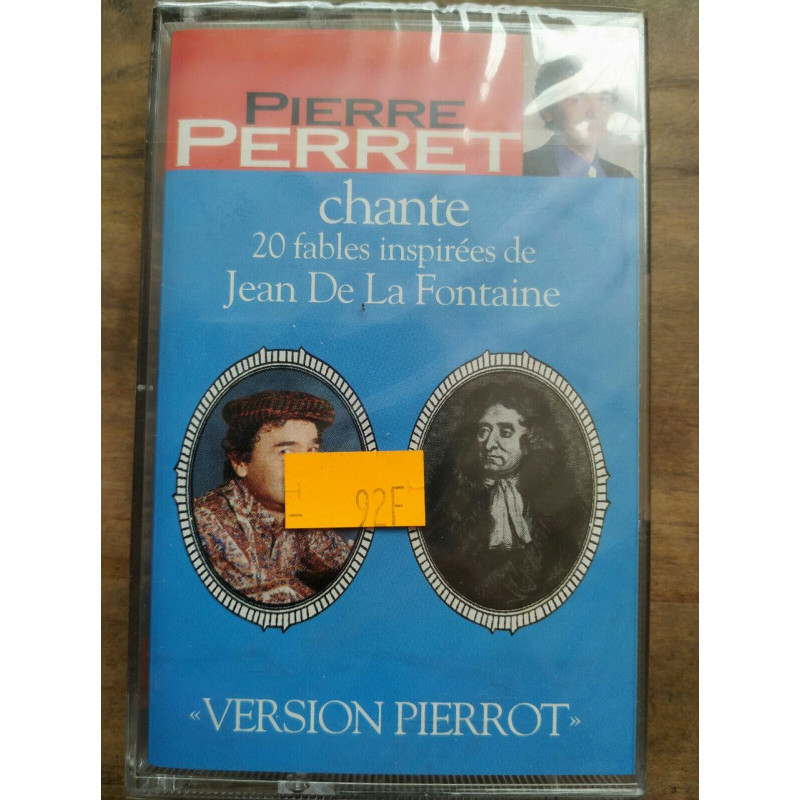 PIERRE
PERRET
chante
20 fables inspirées de
Jean De La Fontaine
92F
«VERSION PIERROT»